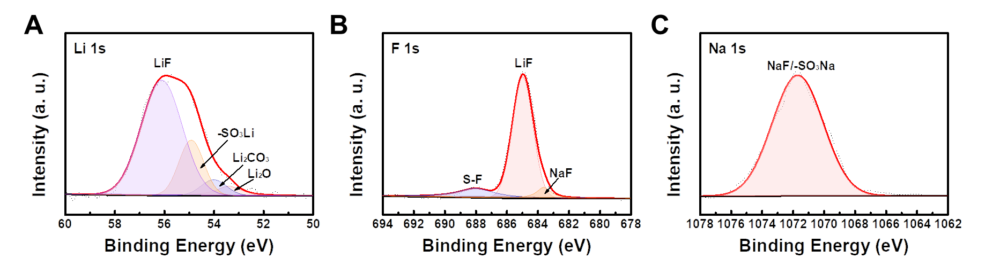 A
Li 1s
LiF
-SO₃Li
Li₂CO₃
Li₂O
Intensity (a. u.)
60 58 56 54 52 50
Binding Energy (eV)
B
F 1s
LiF
S-F
NaF
Intensity (a. u.)
694 692 690 688 686 684 682 680 678
Binding Energy (eV)
C
Na 1s
NaF/-SO₃Na
Intensity (a. u.)
1078 1076 1074 1072 1070 1068 1066 1064 1062
Binding Energy (eV)